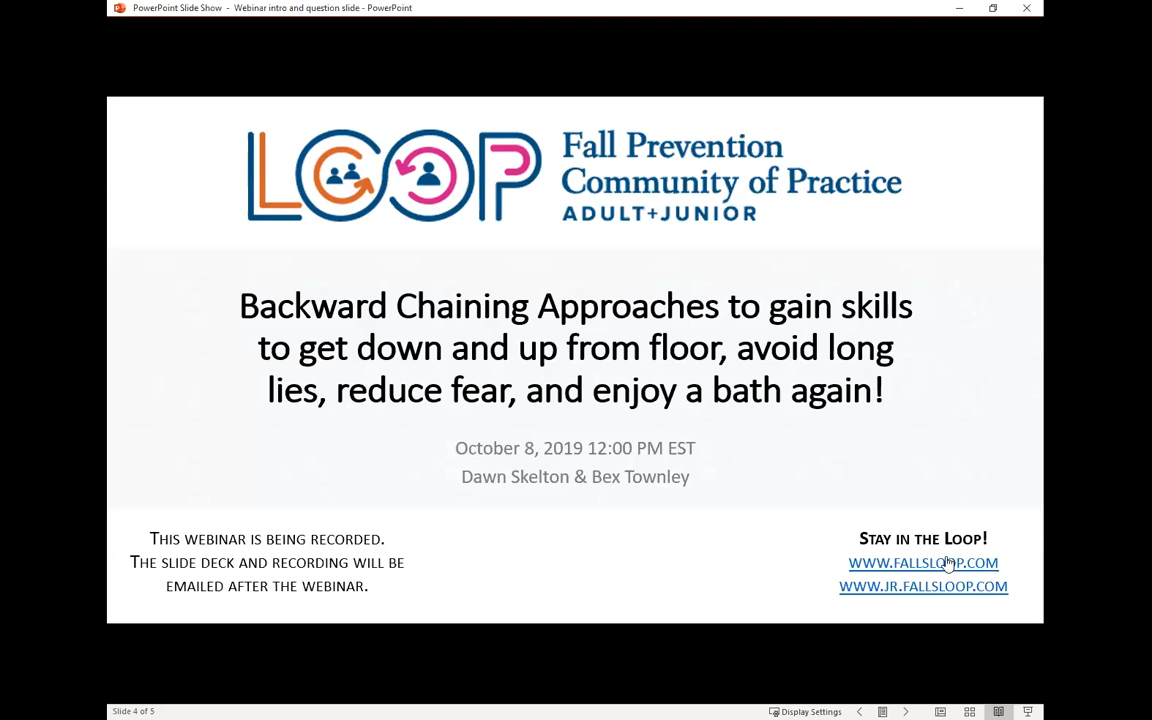 PowerPoint Slide Show - Webinar intro and question slide - PowerPoint
LOOP
Fall Prevention
Community of Practice
ADULT+JUNIOR
Backward Chaining Approaches to gain skills
to get down and up from floor, avoid long
lies, reduce fear, and enjoy a bath again!
October 8, 2019 12:00 PM EST
Dawn Skelton & Bex Townley
THIS WEBINAR IS BEING RECORDED.
THE SLIDE DECK AND RECORDING WILL BE
EMAILED AFTER THE WEBINAR.
STAY IN THE LOOP!
WWW.FALLSLOOP.COM
WWW.JR.FALLSLOOP.COM
Slide 4 of 5
Display Settings